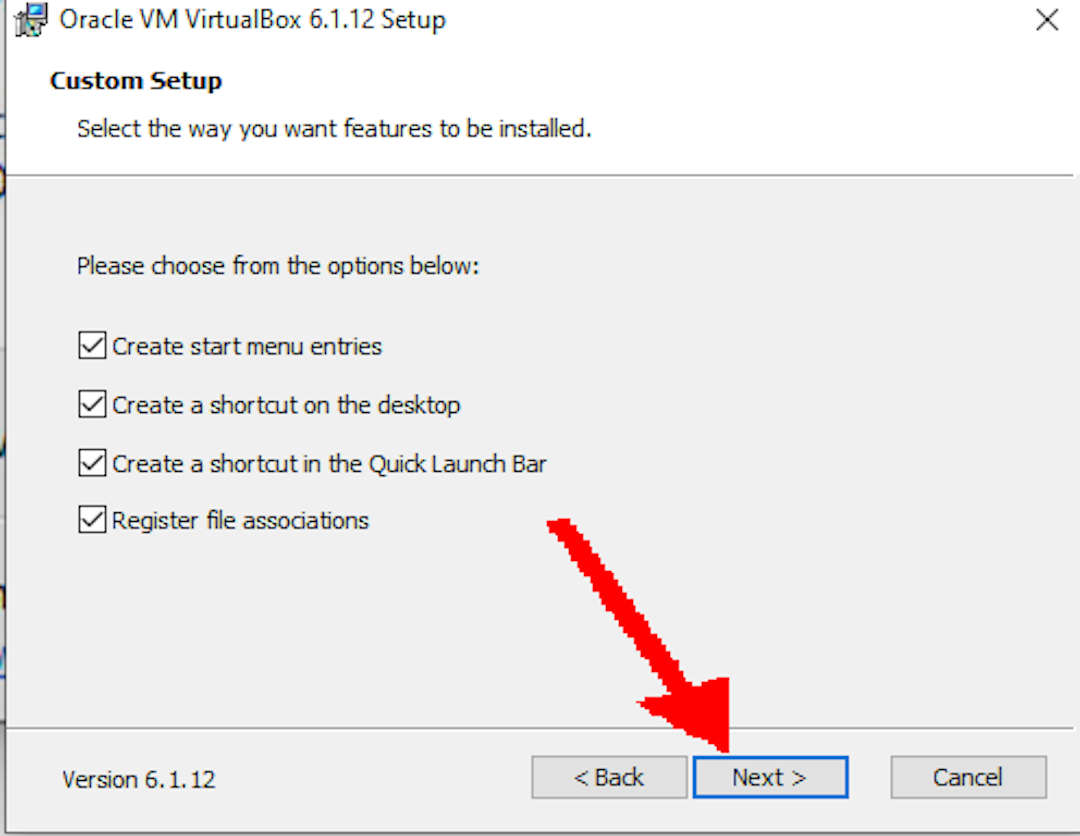 Oracle VM VirtualBox 6.1.12 Setup
Custom Setup
Select the way you want features to be installed.
Please choose from the options below:
Create start menu entries
Create a shortcut on the desktop
Create a shortcut in the Quick Launch Bar
Register file associations
Version 6.1.12
< Back
Next >
Cancel